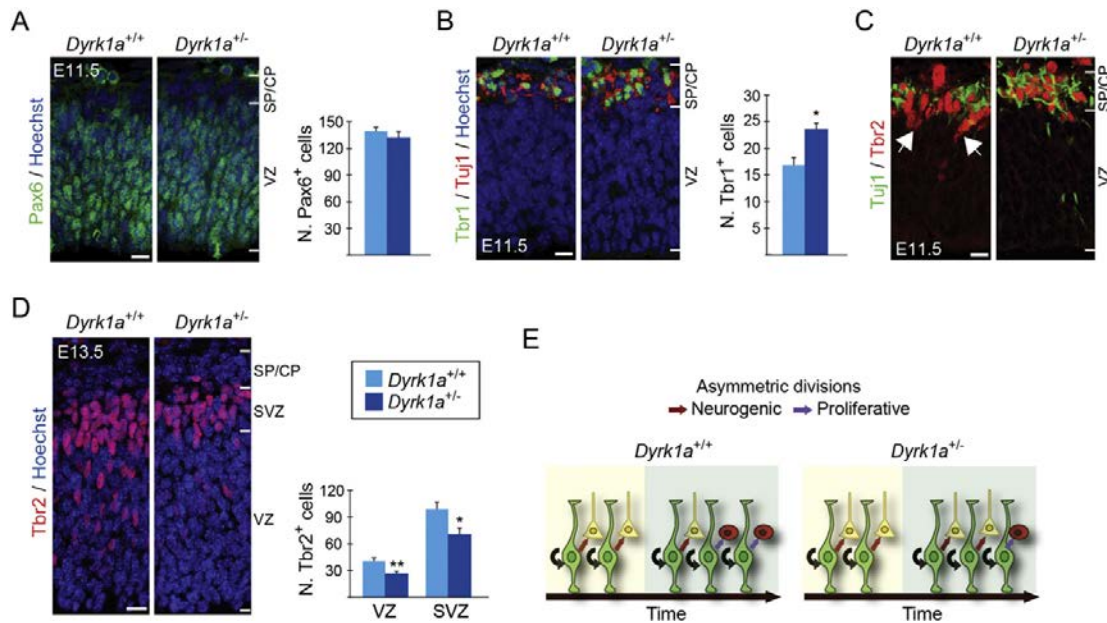 A
Dyrk1a+/+
Dyrk1a+/-
E11.5
SP/CP
VZ
Pax6 / Hoechst
N. Pax6+ cells
150
120
90
60
30
B
Dyrk1a+/+
Dyrk1a+/-
SP/CP
VZ
Tbr1 / Tuj1 / Hoechst
E11.5
N. Tbr1+ cells
30
25
20
15
10
5
*
C
Dyrk1a+/+
Dyrk1a+/-
SP/CP
VZ
Tuj1 / Tbr2
E11.5
D
Dyrk1a+/+
Dyrk1a+/-
E13.5
SP/CP
SVZ
VZ
Tbr2 / Hoechst
Dyrk1a+/+
Dyrk1a+/-
N. Tbr2+ cells
120
90
60
30
**
*
VZ SVZ
E
Asymmetric divisions
Neurogenic Proliferative
Dyrk1a+/+
Dyrk1a+/-
Time
Time